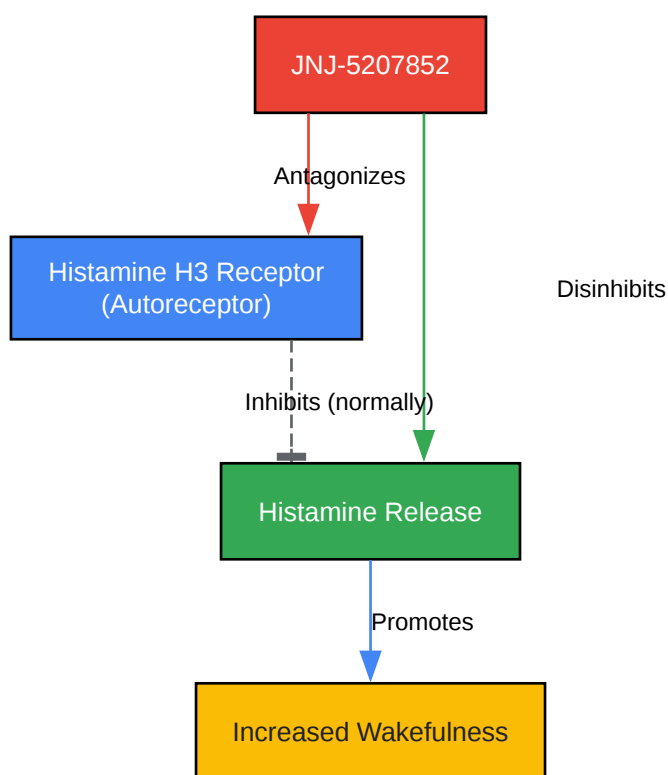 JNJ-5207852
Antagonizes
Histamine H3 Receptor
(Autoreceptor)
Disinhibits
Inhibits (normally)
Histamine Release
Promotes
Increased Wakefulness